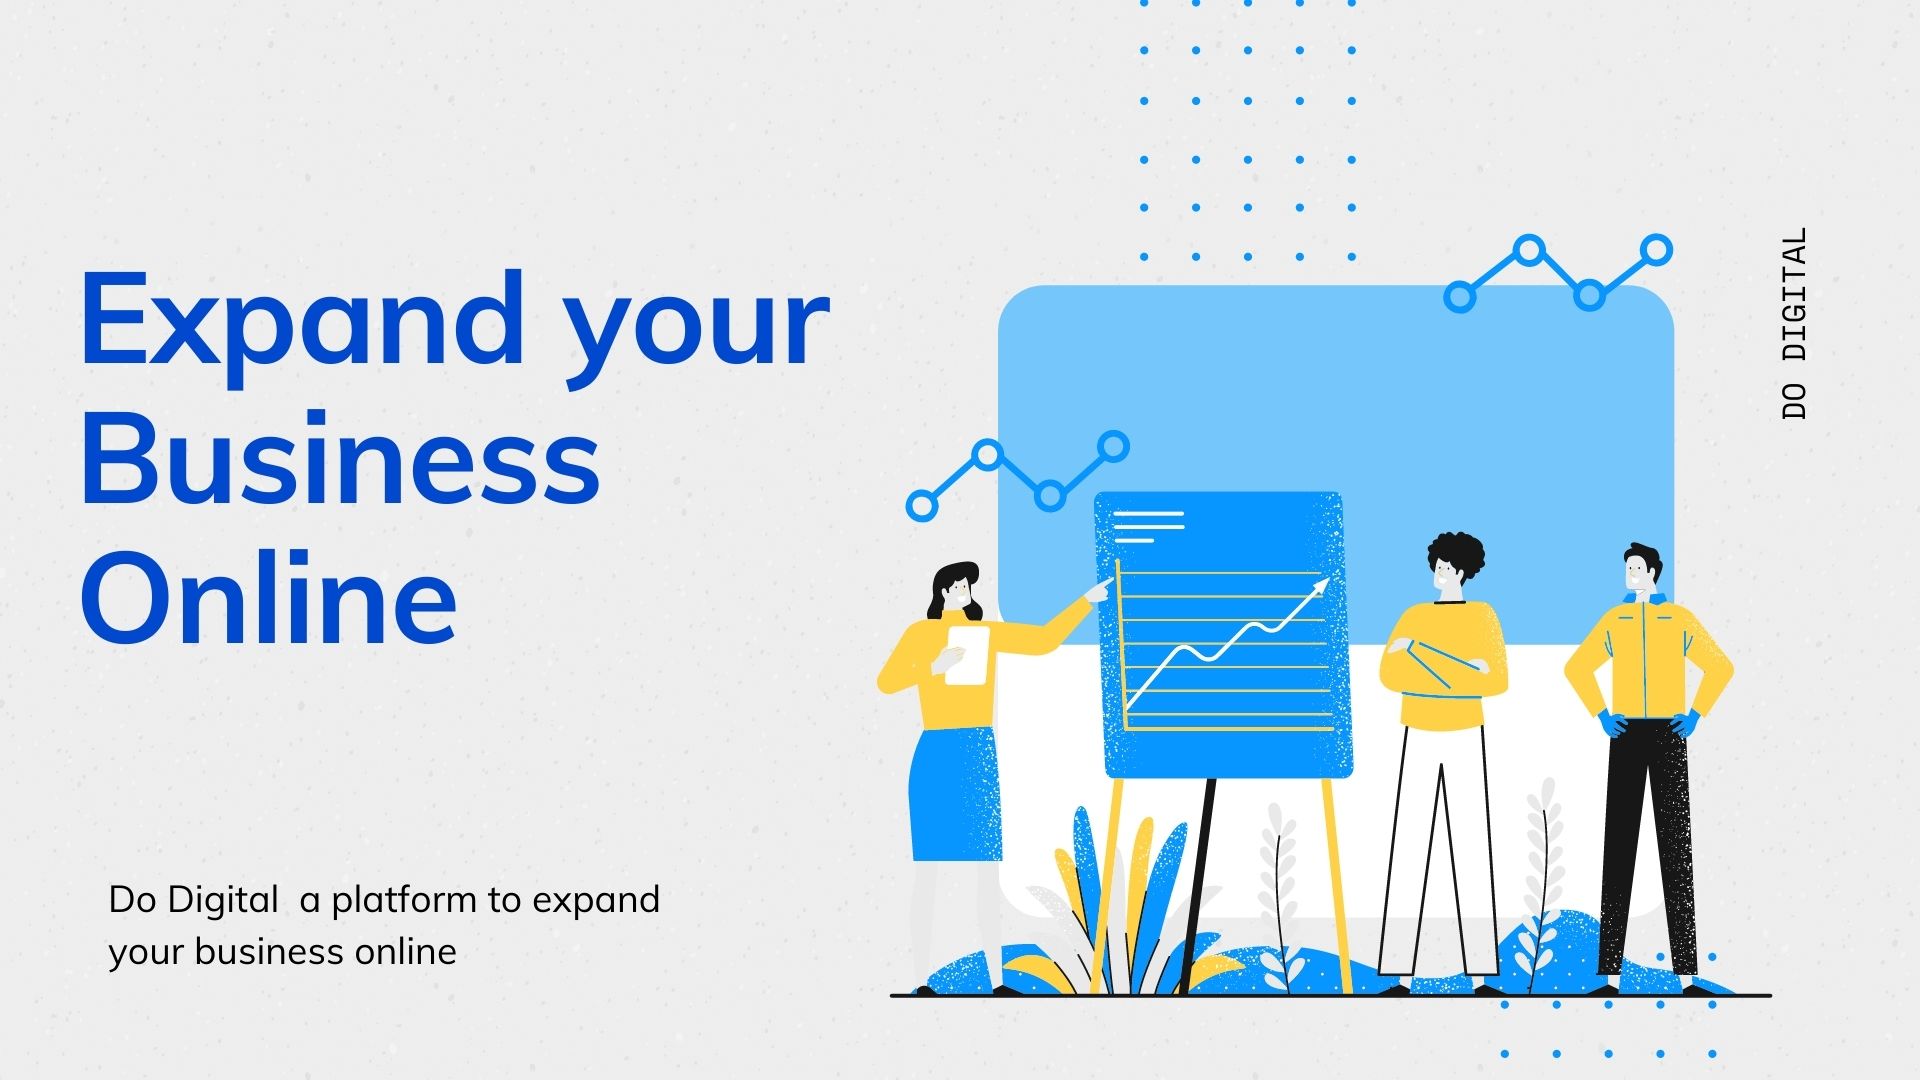 Expand your
Business
Online
Do Digital  a platform to expand
your business online
DO DIGITAL